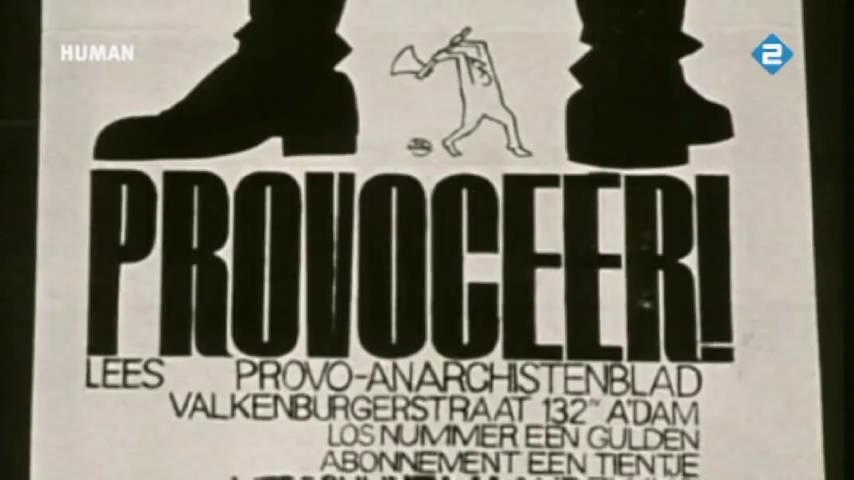 HUMAN
2
PROVOCEER!
LEES PROVO-ANARCHISTENBLAD
VALKENBURGERSTRAAT 132 A'DAM
LOS NUMMER EEN GULDEN
ABONNEMENT EEN TIENTJE